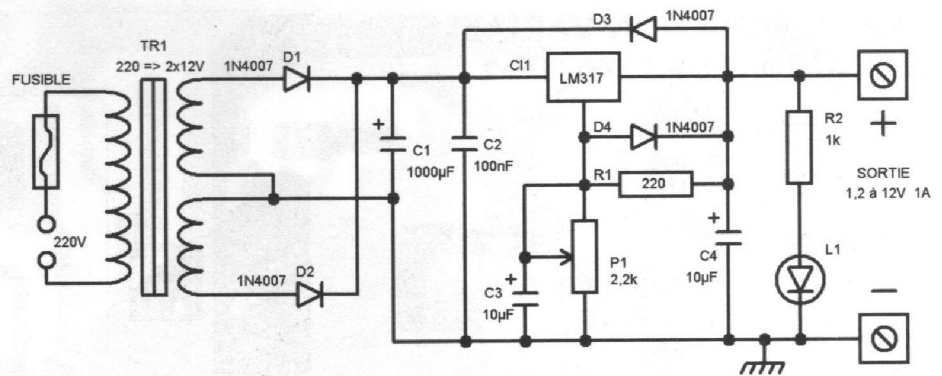 FUSIBLE
220V
TR1
220 => 2x12V
1N4007
D1
1N4007
D2
+
C1
1000µF
C2
100nF
D3
1N4007
CI1
LM317
D4
1N4007
R1
220
+
C3
10µF
P1
2,2k
+
C4
10µF
R2
1k
L1
+
SORTIE
1,2 à 12V 1A
−